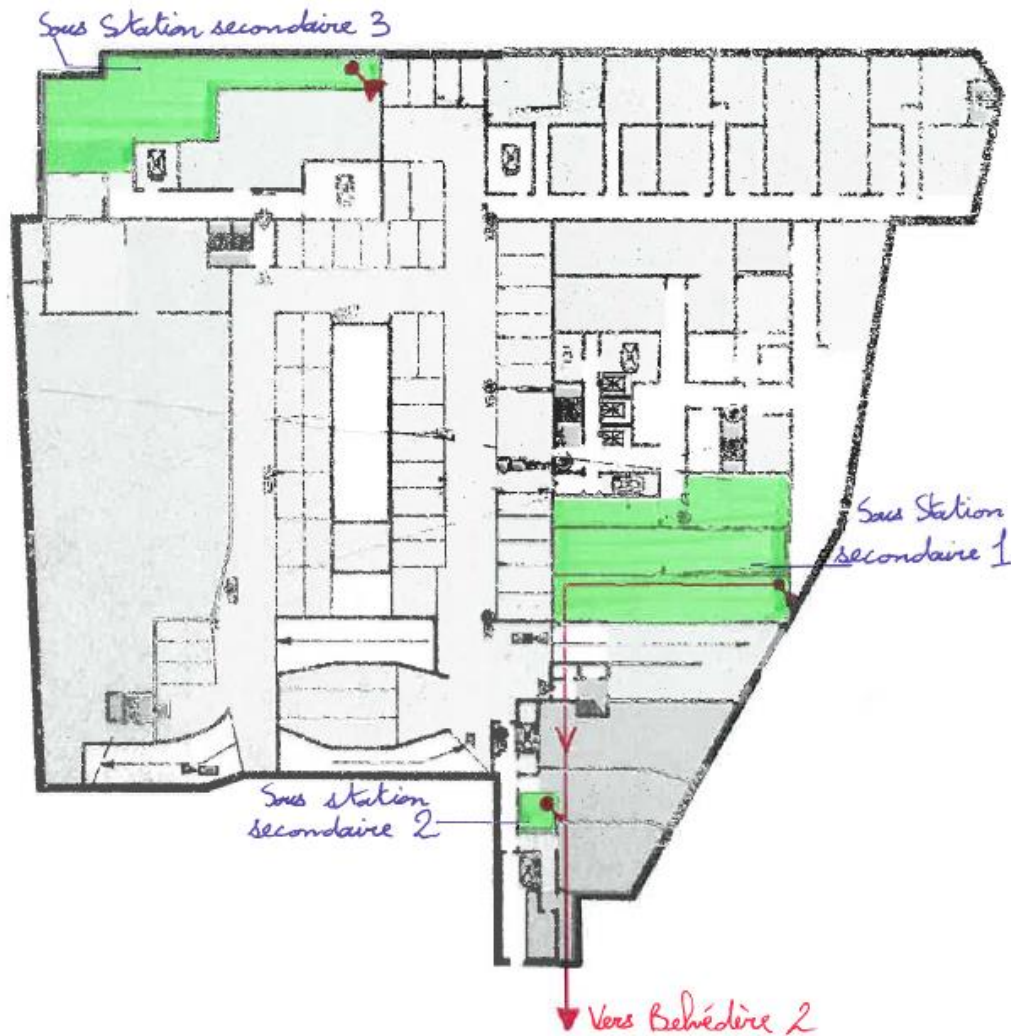 Sous Station secondaire 3
Sous Station
secondaire 1
Sous station
secondaire 2
Vers Belvédère 2